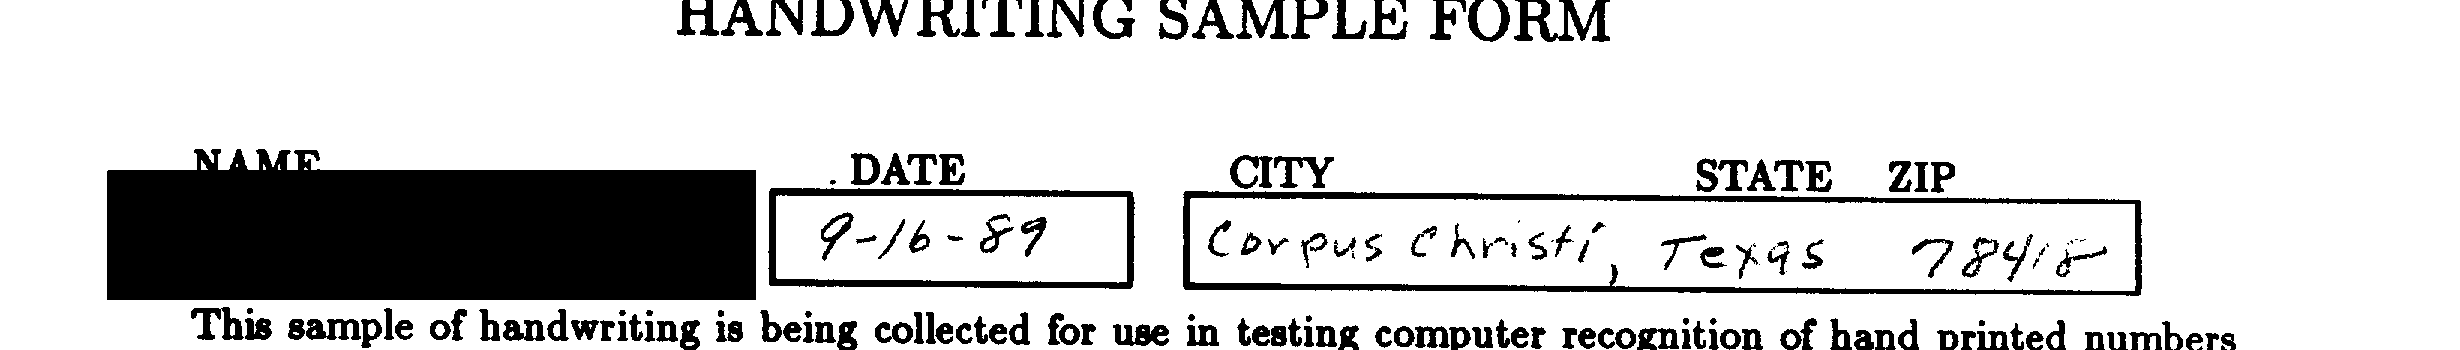 HANDWRITING SAMPLE FORM
NAME
DATE
CITY STATE ZIP
9-16-89
Corpus Christi, Texas 78418
This sample of handwriting is being collected for use in testing computer recognition of hand printed numbers